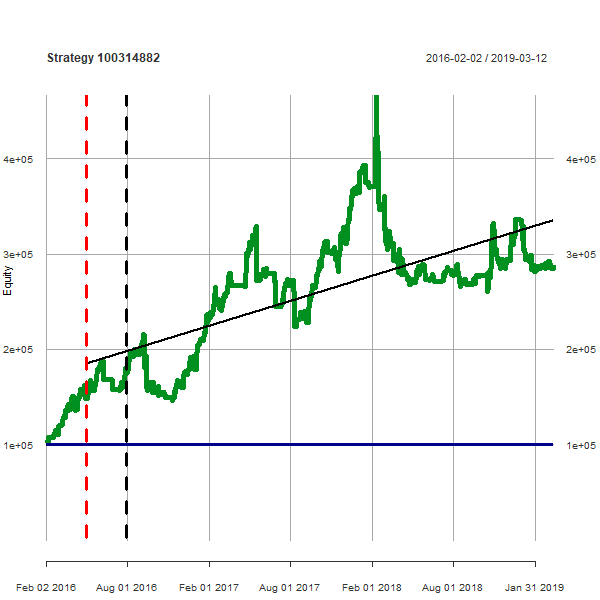 Strategy 100314882
2016-02-02 / 2019-03-12
4e+05
4e+05
3e+05
3e+05
Equity
2e+05
2e+05
1e+05
1e+05
Feb 02 2016
Aug 01 2016
Feb 01 2017
Aug 01 2017
Feb 01 2018
Aug 01 2018
Jan 31 2019